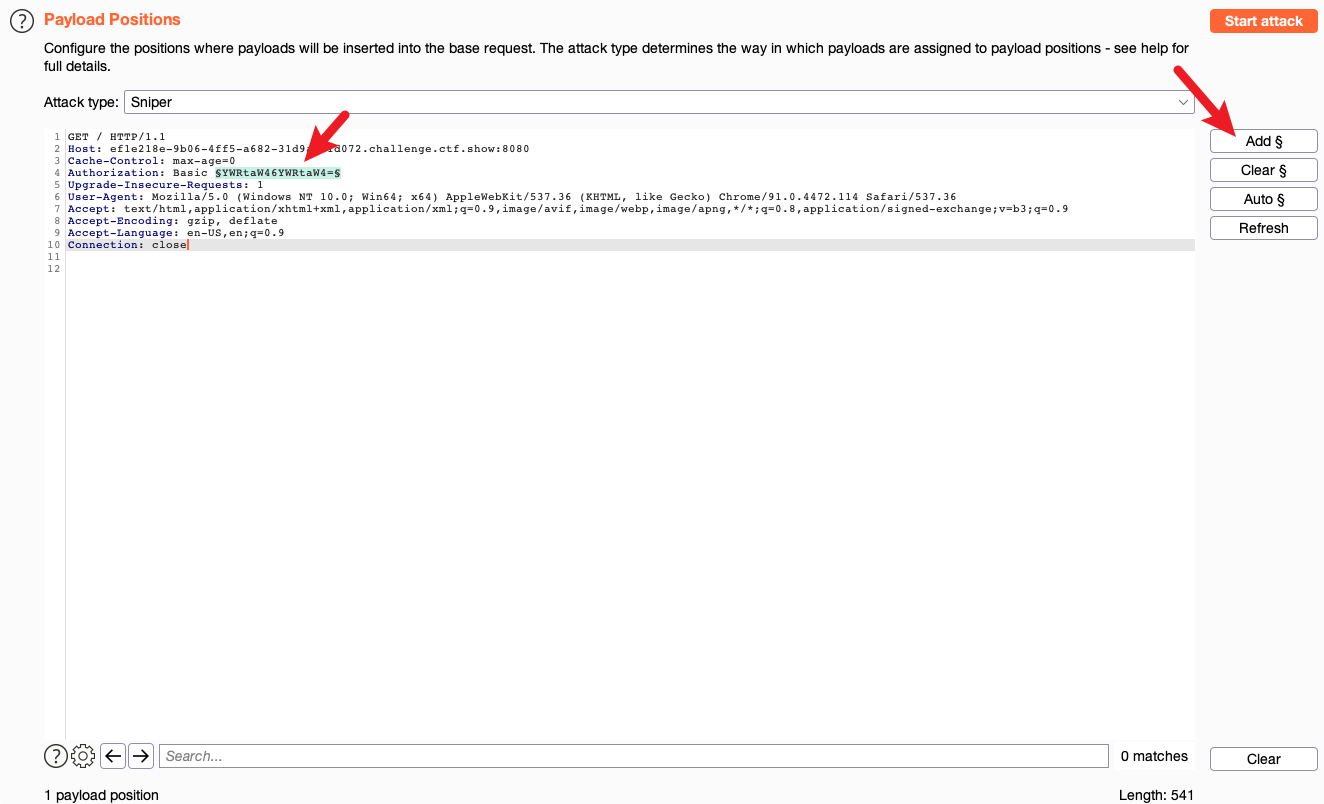 Payload Positions
Start attack
Configure the positions where payloads will be inserted into the base request. The attack type determines the way in which payloads are assigned to payload positions - see help for
full details.
Attack type: Sniper
Add §
Clear §
Auto §
Refresh
1 GET / HTTP/1.1
2 Host: ef1e218e-9b06-4ff5-a682-31d9 d072.challenge.ctf.show:8080
3 Cache-Control: max-age=0
4 Authorization: Basic §YWRtaW46YWRtaW4=§
5 Upgrade-Insecure-Requests: 1
6 User-Agent: Mozilla/5.0 (Windows NT 10.0; Win64; x64) AppleWebKit/537.36 (KHTML, like Gecko) Chrome/91.0.4472.114 Safari/537.36
7 Accept: text/html,application/xhtml+xml,application/xml;q=0.9,image/avif,image/webp,image/apng,*/*;q=0.8,application/signed-exchange;v=b3;q=0.9
8 Accept-Encoding: gzip, deflate
9 Accept-Language: en-US,en;q=0.9
10 Connection: close
11
12
? Search...
0 matches
Clear
1 payload position
Length: 541